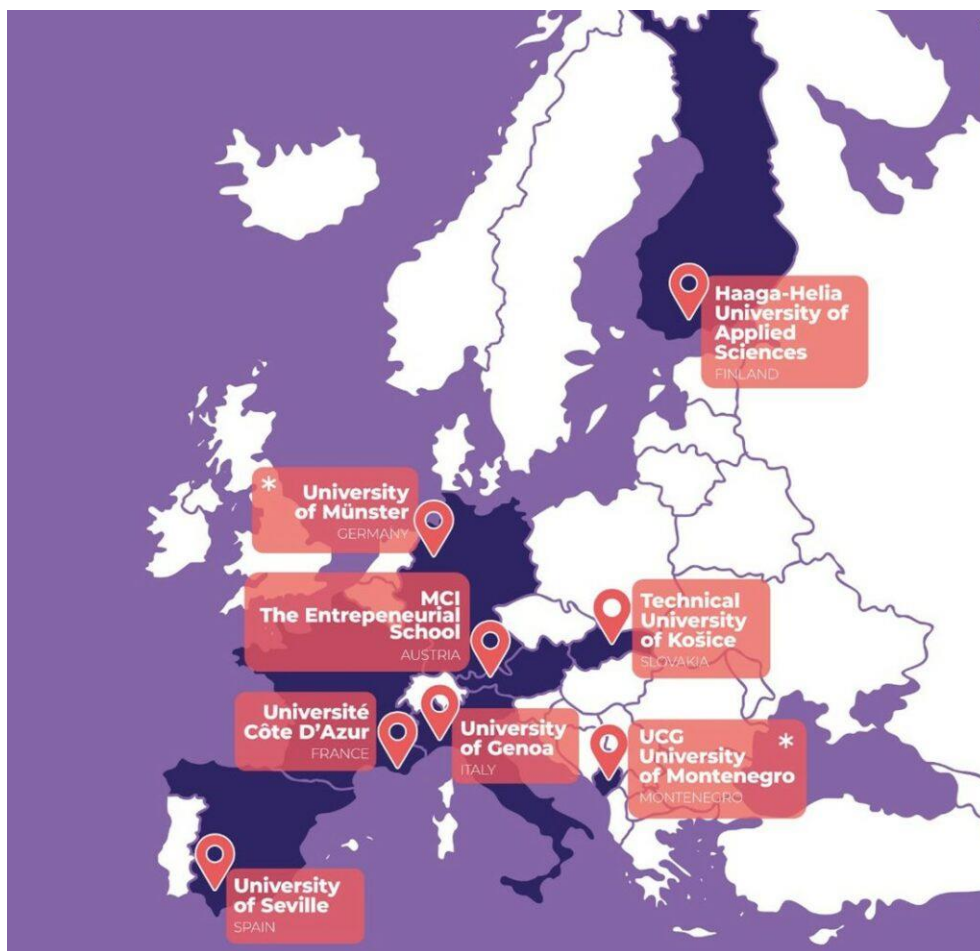 Haaga-Helia
University of
Applied
Sciences
FINLAND
*
University
of Münster
GERMANY
MCI
The Entrepeneurial
School
AUSTRIA
Technical
University
of Košice
SLOVAKIA
Université
Côte D'Azur
FRANCE
University
of Genoa
ITALY
UCG *
University
of Montenegro
MONTENEGRO
University
of Seville
SPAIN